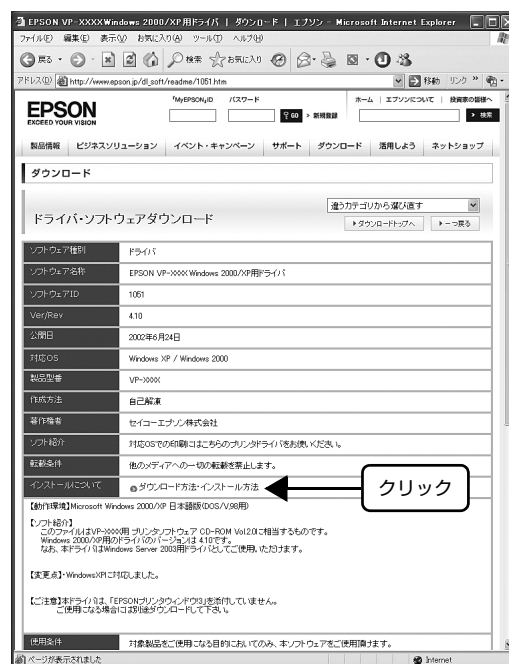 EPSON VP-XXXXWindows 2000/XP用ドライバ | ダウンロード | エプソン - Microsoft Internet Explorer
ファイル(F) 編集(E) 表示(V) お気に入り(A) ツール(T) ヘルプ(H)
戻る 検索 お気に入り
アドレス(D) http://www.epson.jp/dl_soft/readme/1051.htm 移動 リンク
EPSON
EXCEED YOUR VISION
「MyEPSON」ID パスワード GO 新規登録
ホーム | エプソンについて | 投資家の皆様へ
検索
製品情報 ビジネスソリューション イベント・キャンペーン サポート ダウンロード 活用しよう ネットショップ
ダウンロード
ドライバ・ソフトウェアダウンロード
違うカテゴリから選び直す
ダウンロードトップへ 一つ戻る
ソフトウェア種別 ドライバ
ソフトウェア名称 EPSON VP-XXXX Windows 2000/XP用ドライバ
ソフトウェアID 1051
Ver/Rev 4.10
公開日 2002年6月24日
対応OS Windows XP / Windows 2000
製品型番 VP-XXXX
作成方法 自己解凍
著作権者 セイコーエプソン株式会社
ソフト紹介 対応OSでの印刷にはこちらのプリンタドライバをお使いください。
転載条件 他のメディアへの一切の転載を禁止します。
インストールについて ダウンロード方法・インストール方法
クリック
【動作環境】Microsoft Windows 2000/XP 日本語版(DOS/V,98用)
【ソフト紹介】
このファイルはVP-XXXX用 プリンタソフトウェア CD-ROM Vol.2.0に相当するものです。
Windows 2000/XP用のドライバのバージョンは 4.10です。
なお、本ドライバはWindows Server 2003用ドライバとしてご使用いただけます。
【変更点】・WindowsXPに対応しました。
【ご注意】本ドライバは、「EPSONプリンタウィンドウ!3」を添付していません。
ご使用になる場合には別途ダウンロードして下さい。
使用条件 対象製品をご使用になる目的においてのみ、本ソフトウェアをご使用頂けます。
ページが表示されました Internet